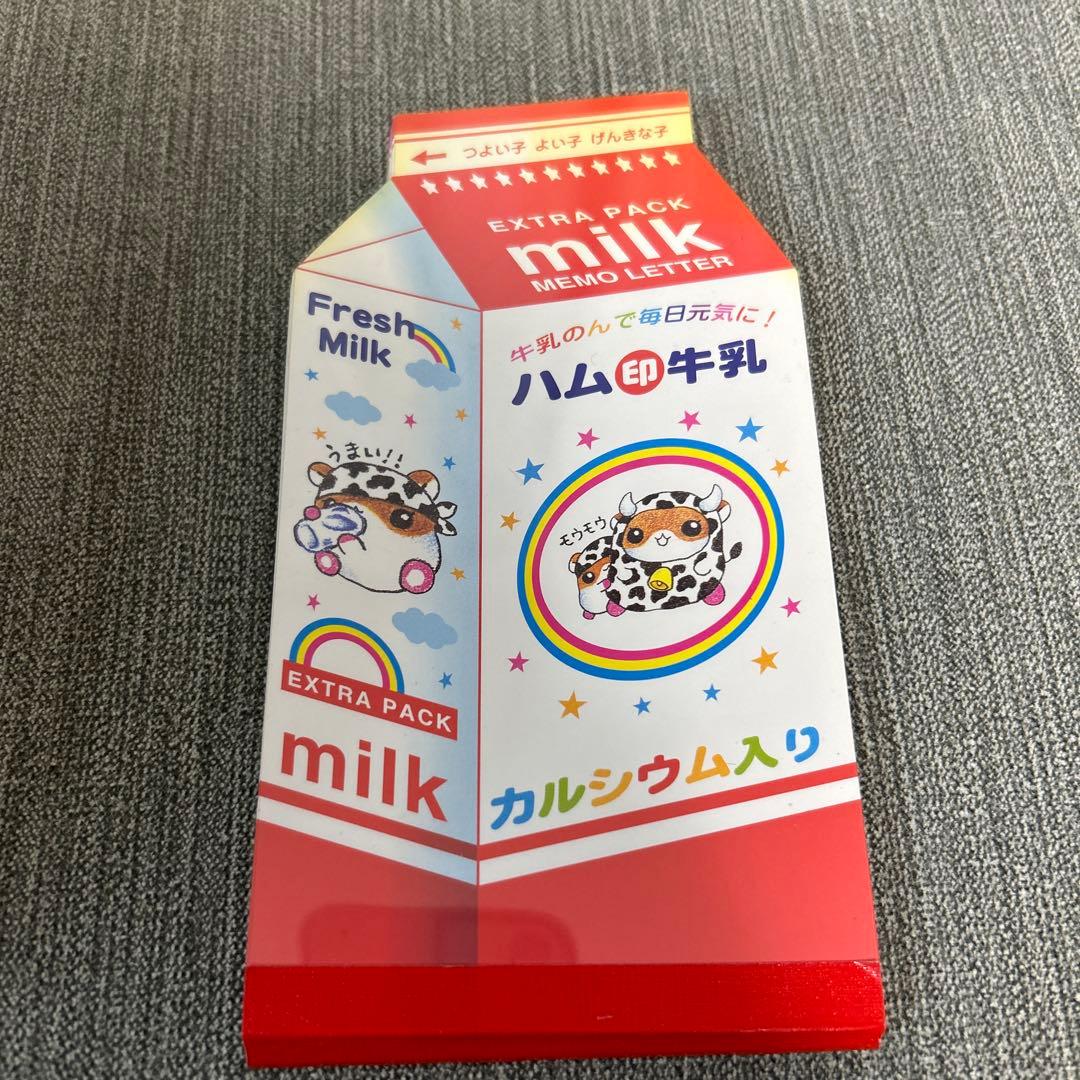 つよい子 よい子 げんきな子
EXTRA PACK
milk
MEMO LETTER
Fresh
Milk
うまい!!
EXTRA PACK
milk
牛乳のんで毎日元気に!
ハム印牛乳
モウモウ
カルシウム入り